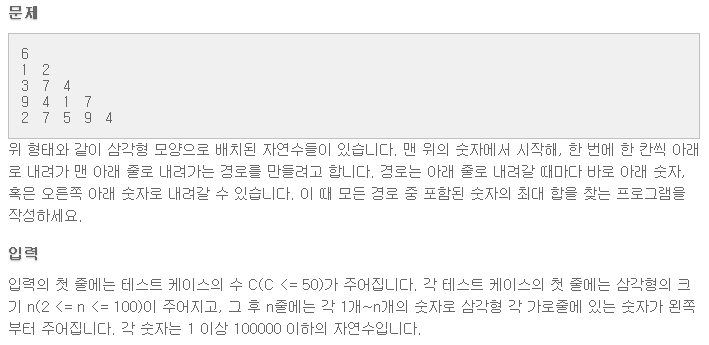 문제
6
1 2
3 7 4
9 4 1 7
2 7 5 9 4
위 형태와 같이 삼각형 모양으로 배치된 자연수들이 있습니다. 맨 위의 숫자에서 시작해, 한 번에 한 칸씩 아래
로 내려가 맨 아래 줄로 내려가는 경로를 만들려고 합니다. 경로는 아래 줄로 내려갈 때마다 바로 아래 숫자,
혹은 오른쪽 아래 숫자로 내려갈 수 있습니다. 이 때 모든 경로 중 포함된 숫자의 최대 합을 찾는 프로그램을
작성하세요.
입력
입력의 첫 줄에는 테스트 케이스의 수 C(C <= 50)가 주어집니다. 각 테스트 케이스의 첫 줄에는 삼각형의 크
기 n(2 <= n <= 100)이 주어지고, 그 후 n줄에는 각 1개~n개의 숫자로 삼각형 각 가로줄에 있는 숫자가 왼쪽
부터 주어집니다. 각 숫자는 1 이상 100000 이하의 자연수입니다.